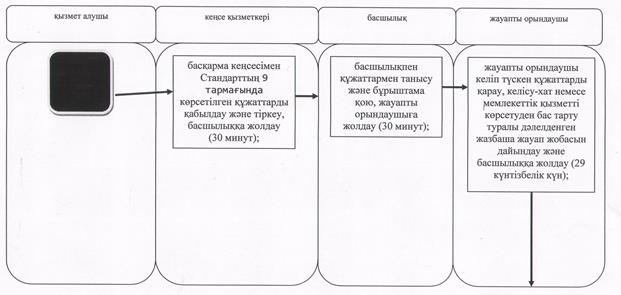 қызмет алушы
кеңсе қызметкері
басшылық
жауапты орындаушы
басқарма кеңсесімен
Стандарттың 9
тармағында
көрсетілген құжаттарды
қабылдау және тіркеу,
басшылыққа жолдау
(30 минут);
басшылықпен
құжаттармен танысу
және бұрыштама
қою, жауапты
орындаушыға
жолдау (30 минут);
жауапты орындаушы
келіп түскен құжаттарды
қарау, келісу-хат немесе
мемлекеттік қызметті
көрсетуден бас тарту
туралы дәлелденген
жазбаша жауап жобасын
дайындау және
басшылыққа жолдау (29
күнтізбелік күн);